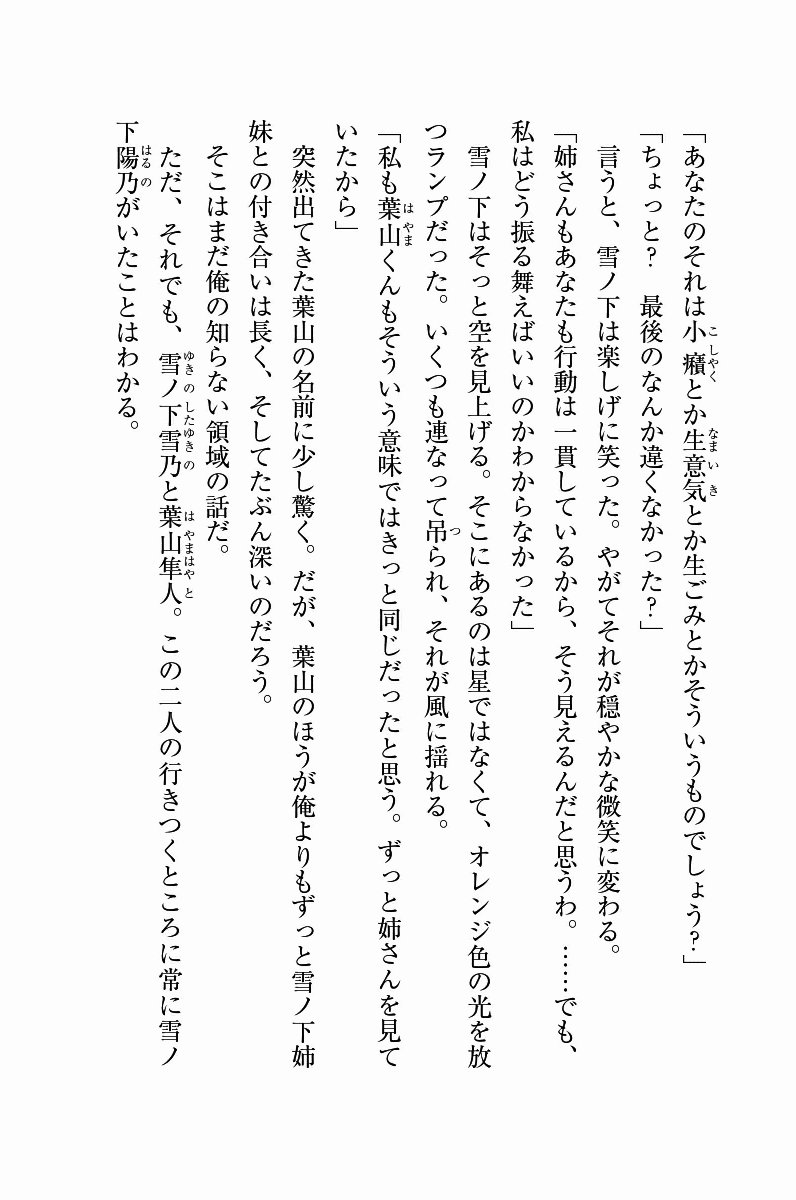 「あなたのそれは小癪とか生意気とか生ごみとかそういうものでしょう?」
「ちょっと?　最後のなんか違くなかった?」
　言うと、雪ノ下は楽しげに笑った。やがてそれが穏やかな微笑に変わる。
「姉さんもあなたも行動は一貫しているから、そう見えるんだと思うわ。……でも、
私はどう振る舞えばいいのかわからなかった」
　雪ノ下はそっと空を見上げる。そこにあるのは星ではなくて、オレンジ色の光を放
つランプだった。いくつも連なって吊られ、それが風に揺れる。
「私も葉山くんもそういう意味ではきっと同じだったと思う。ずっと姉さんを見て
いたから」
　突然出てきた葉山の名前に少し驚く。だが、葉山のほうが俺よりもずっと雪ノ下姉
妹との付き合いは長く、そしてたぶん深いのだろう。
　そこはまだ俺の知らない領域の話だ。
　ただ、それでも、雪ノ下雪乃と葉山隼人。この二人の行きつくところに常に雪ノ
下陽乃がいたことはわかる。